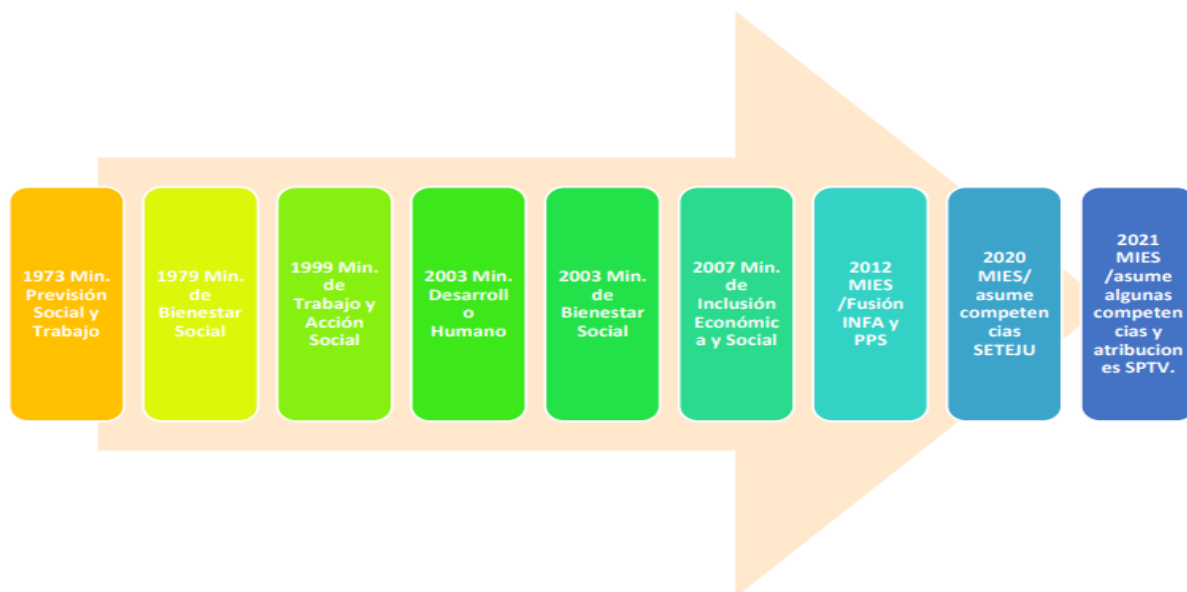 1973 Min.
Previsión
Social y
Trabajo
1979 Min.
de
Bienestar
Social
1999 Min.
de
Trabajo y
Acción
Social
2003 Min.
Desarroll
o
Humano
2003 Min.
de
Bienestar
Social
2007 Min.
de
Inclusión
Económic
a y Social
2012
MIES
/Fusión
INFA y
PPS
2020
MIES/
asume
competen
cias
SETEJU
2021
MIES
/asume
algunas
competen
cias y
atribucion
es SPTV.